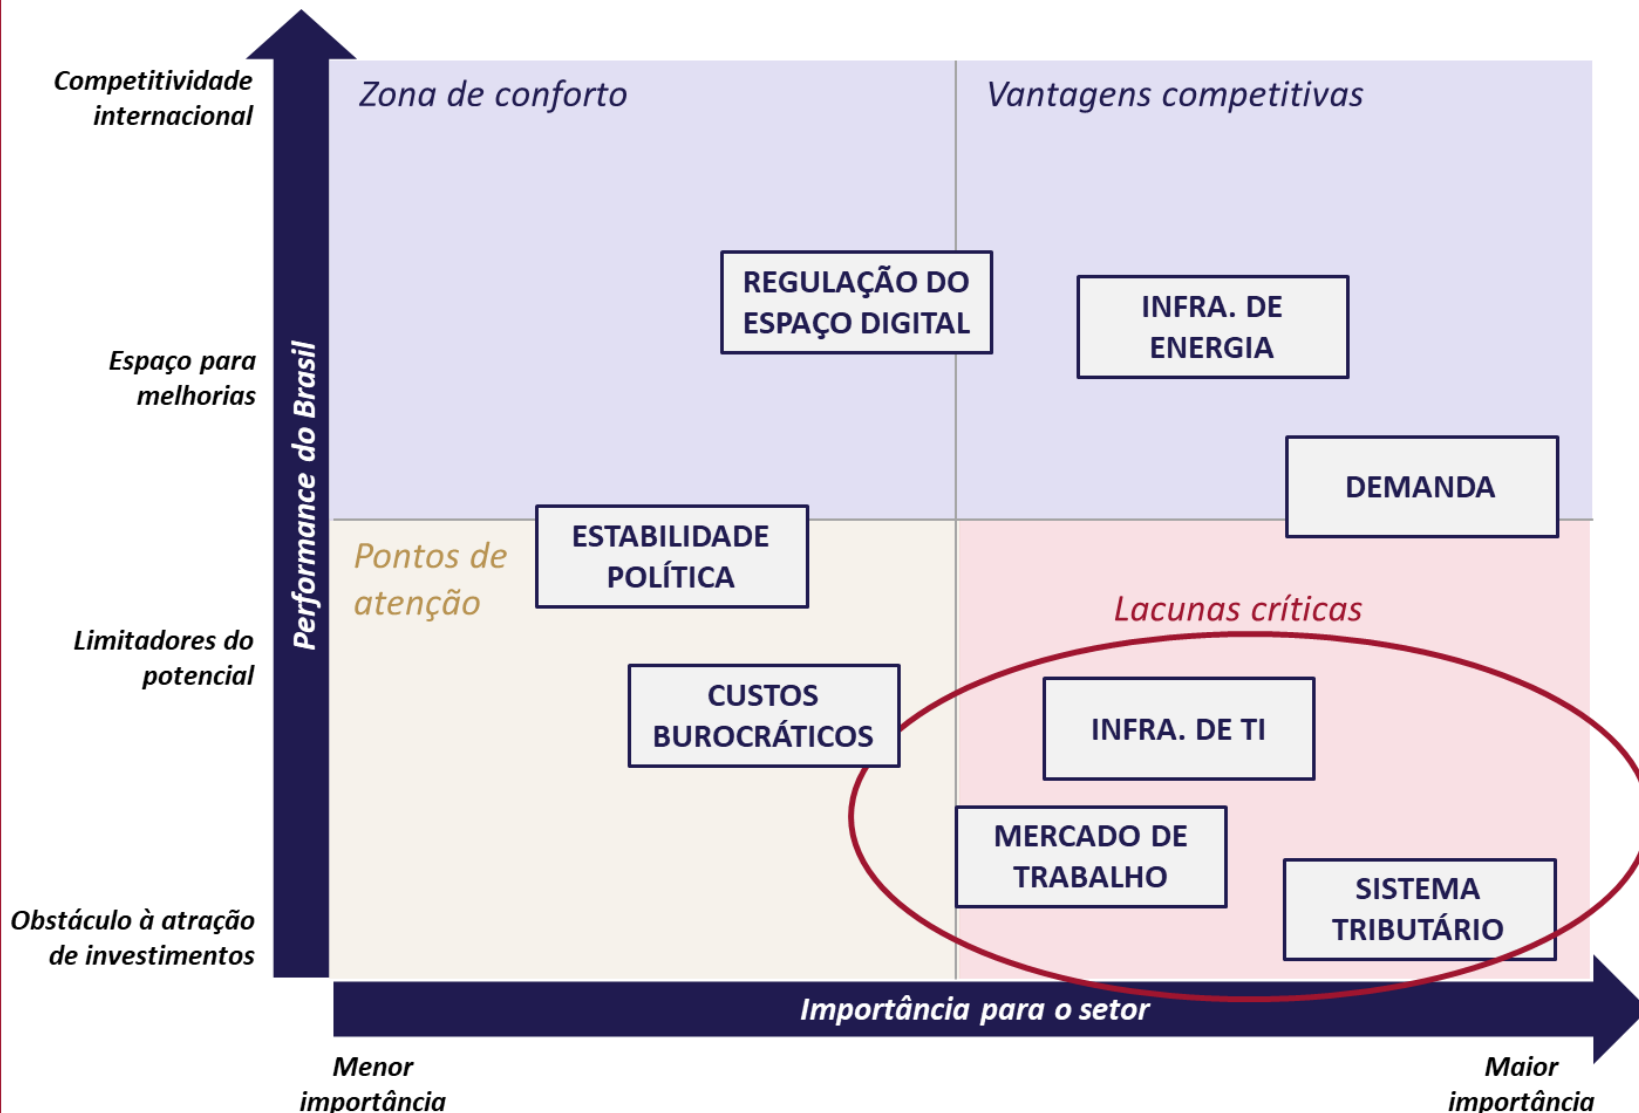 Competitividade
internacional
Zona de conforto
Vantagens competitivas
REGULAÇÃO DO
ESPAÇO DIGITAL
INFRA. DE
ENERGIA
Espaço para
melhorias
Performance do Brasil
DEMANDA
ESTABILIDADE
POLÍTICA
Pontos de
atenção
Lacunas críticas
Limitadores do
potencial
CUSTOS
BUROCRÁTICOS
INFRA. DE TI
MERCADO DE
TRABALHO
SISTEMA
TRIBUTÁRIO
Obstáculo à atração
de investimentos
Importância para o setor
Menor
importância
Maior
importância